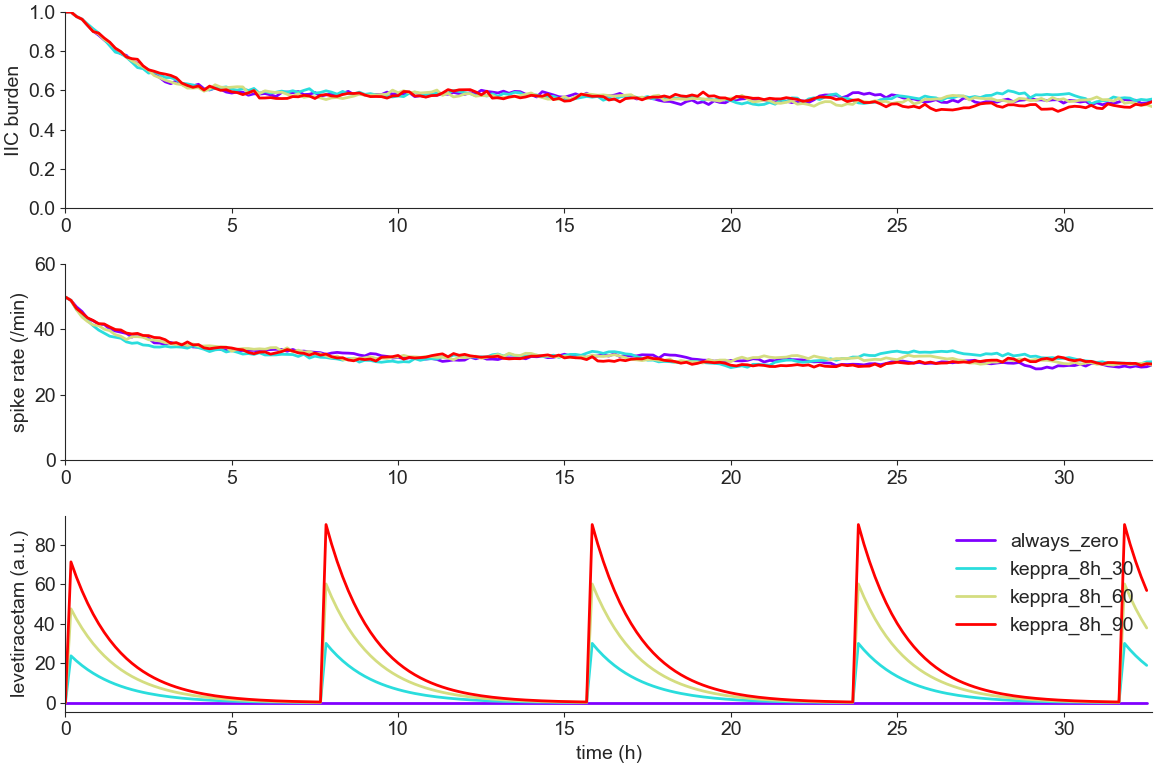 1.0
0.8
0.6
0.4
0.2
0.0
IIC burden
0 5 10 15 20 25 30
60
40
20
0
spike rate (/min)
0 5 10 15 20 25 30
80
60
40
20
0
levetiracetam (a.u.)
always_zero
keppra_8h_30
keppra_8h_60
keppra_8h_90
0 5 10 15 20 25 30
time (h)